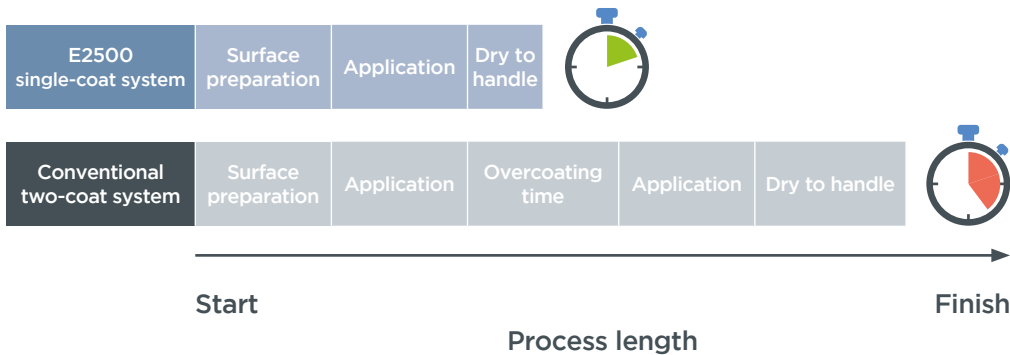 E2500
single-coat system
Surface
preparation
Application
Dry to
handle
Conventional
two-coat system
Surface
preparation
Application
Overcoating
time
Application
Dry to handle
Start
Finish
Process length